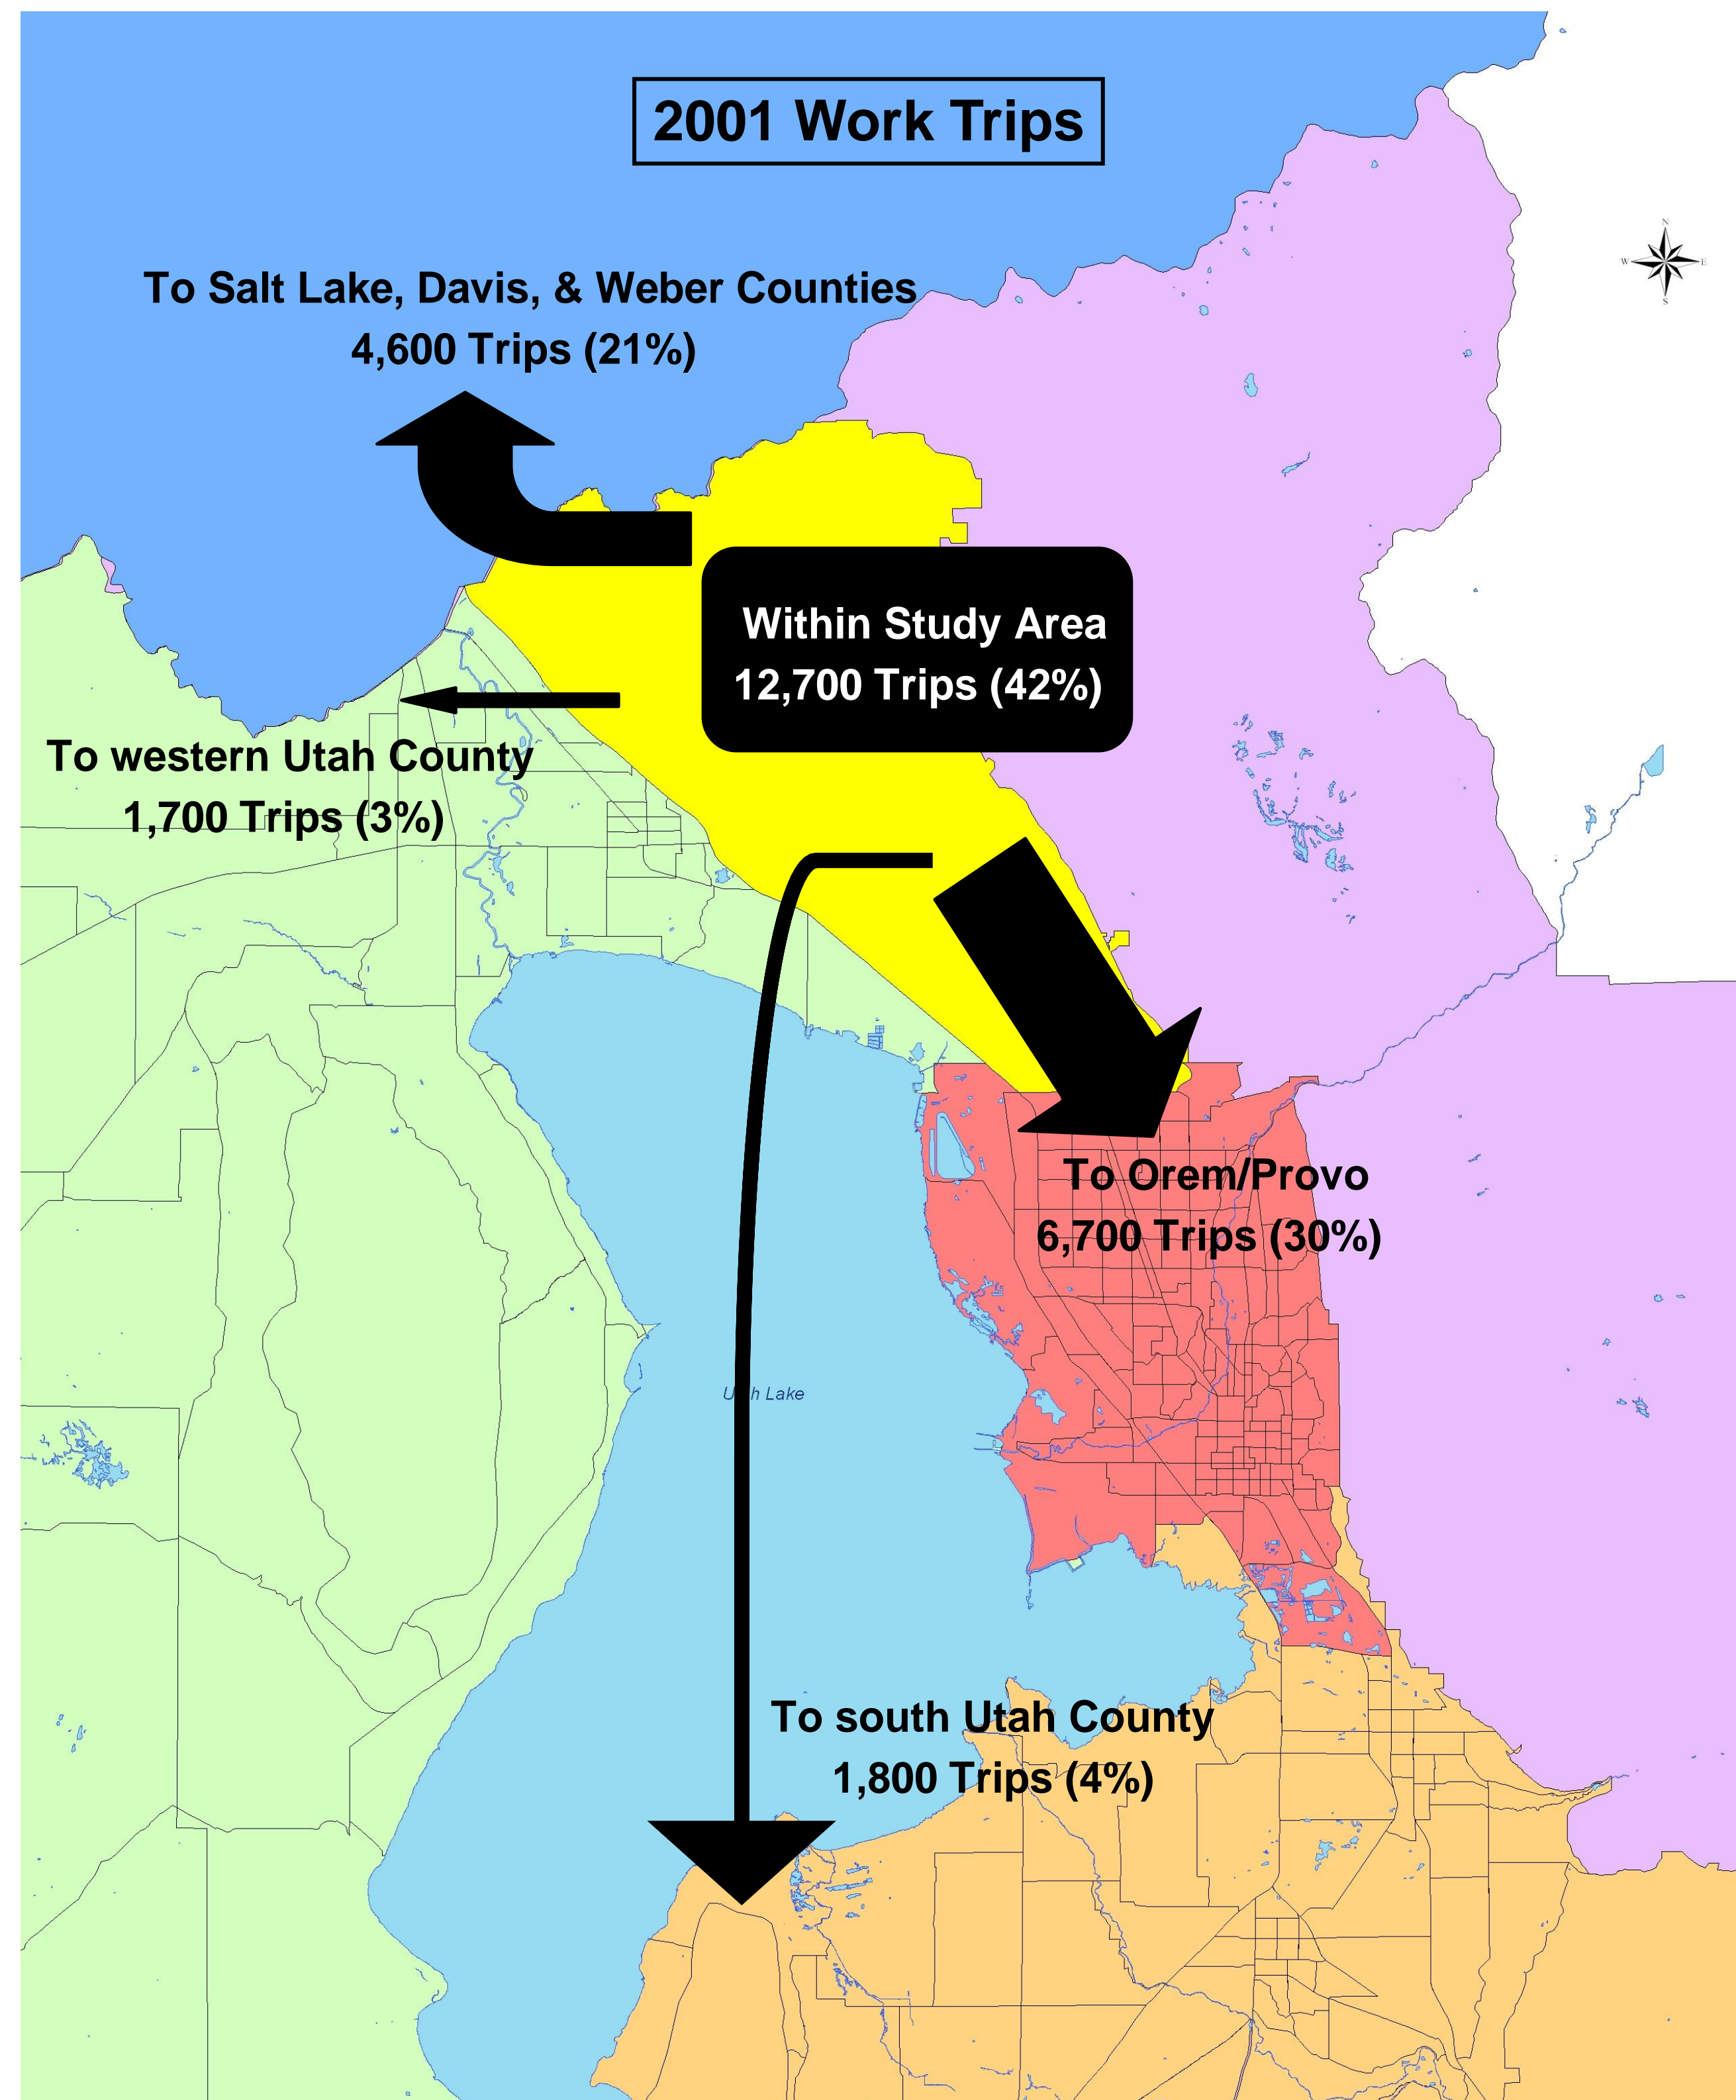 2001 Work Trips
N
W E
S
To Salt Lake, Davis, & Weber Counties
4,600 Trips (21%)
Within Study Area
12,700 Trips (42%)
To western Utah County
1,700 Trips (3%)
To Orem/Provo
6,700 Trips (30%)
Utah Lake
To south Utah County
1,800 Trips (4%)